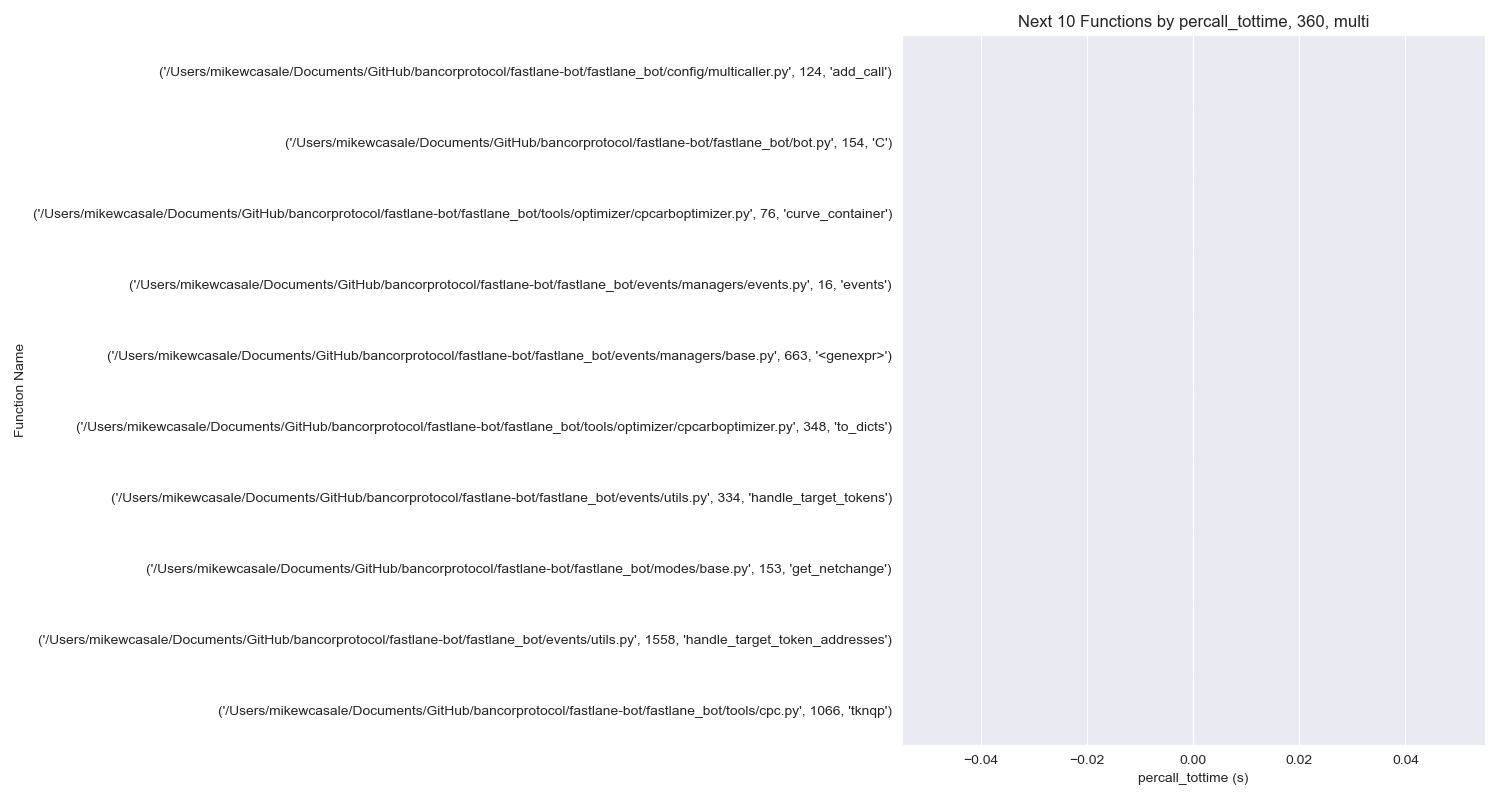 Next 10 Functions by percall_tottime, 360, multi
('/Users/mikewcasale/Documents/GitHub/bancorprotocol/fastlane-bot/fastlane_bot/config/multicaller.py', 124, 'add_call')
('/Users/mikewcasale/Documents/GitHub/bancorprotocol/fastlane-bot/fastlane_bot/bot.py', 154, 'C')
('/Users/mikewcasale/Documents/GitHub/bancorprotocol/fastlane-bot/fastlane_bot/tools/optimizer/cpcarboptimizer.py', 76, 'curve_container')
('/Users/mikewcasale/Documents/GitHub/bancorprotocol/fastlane-bot/fastlane_bot/events/managers/events.py', 16, 'events')
('/Users/mikewcasale/Documents/GitHub/bancorprotocol/fastlane-bot/fastlane_bot/events/managers/base.py', 663, '<genexpr>')
('/Users/mikewcasale/Documents/GitHub/bancorprotocol/fastlane-bot/fastlane_bot/tools/optimizer/cpcarboptimizer.py', 348, 'to_dicts')
('/Users/mikewcasale/Documents/GitHub/bancorprotocol/fastlane-bot/fastlane_bot/events/utils.py', 334, 'handle_target_tokens')
('/Users/mikewcasale/Documents/GitHub/bancorprotocol/fastlane-bot/fastlane_bot/modes/base.py', 153, 'get_netchange')
('/Users/mikewcasale/Documents/GitHub/bancorprotocol/fastlane-bot/fastlane_bot/events/utils.py', 1558, 'handle_target_token_addresses')
('/Users/mikewcasale/Documents/GitHub/bancorprotocol/fastlane-bot/fastlane_bot/tools/cpc.py', 1066, 'tknqp')
Function Name
−0.04 −0.02 0.00 0.02 0.04
percall_tottime (s)